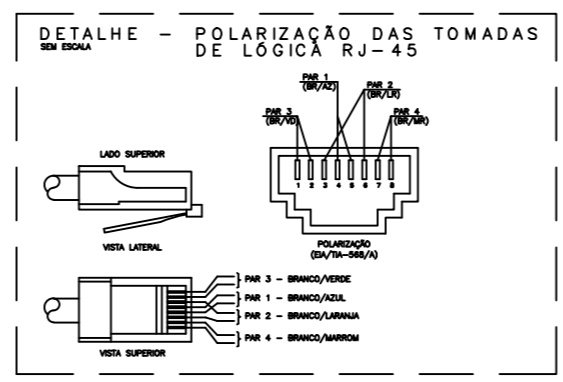 DETALHE - POLARIZAÇÃO DAS TOMADAS
SEM ESCALA
DE LÓGICA RJ-45
PAR 1
(BR/AZ)
PAR 2
(BR/LR)
PAR 3
(BR/VD)
PAR 4
(BR/MR)
LADO SUPERIOR
1 2 3 4 5 6 7 8
VISTA LATERAL
POLARIZAÇÃO
(EIA/TIA-568/A)
PAR 3 - BRANCO/VERDE
PAR 1 - BRANCO/AZUL
PAR 2 - BRANCO/LARANJA
PAR 4 - BRANCO/MARROM
VISTA SUPERIOR